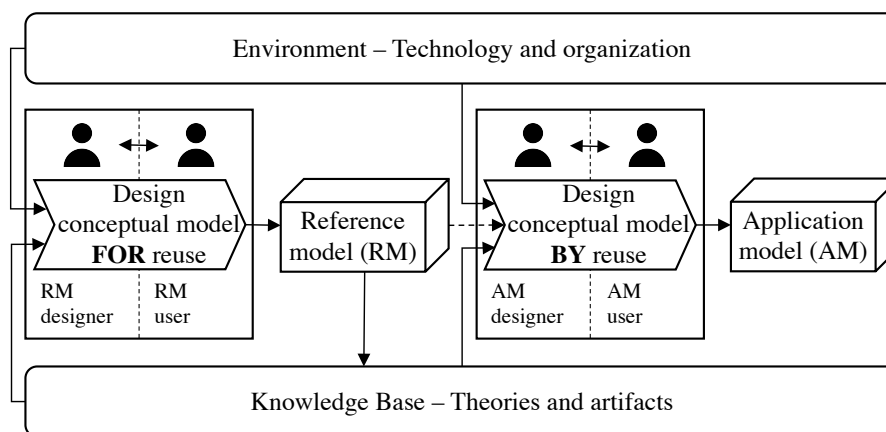 Environment – Technology and organization
Design
conceptual model
FOR reuse
RM
designer
RM
user
Reference
model (RM)
Design
conceptual model
BY reuse
AM
designer
AM
user
Application
model (AM)
Knowledge Base – Theories and artifacts